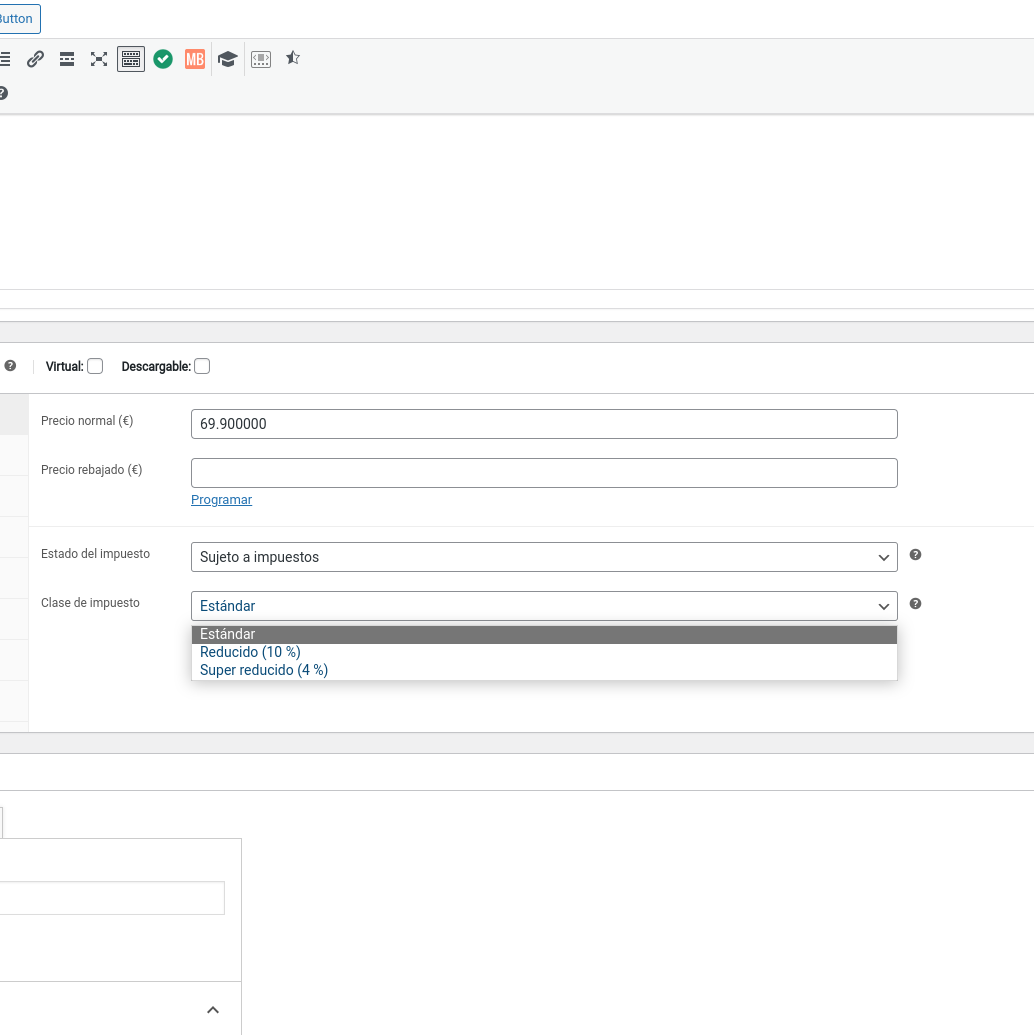 Button
MB
Virtual:
Descargable:
Precio normal (€)
69.900000
Precio rebajado (€)
Programar
Estado del impuesto
Sujeto a impuestos
Clase de impuesto
Estándar
Estándar
Reducido (10 %)
Super reducido (4 %)